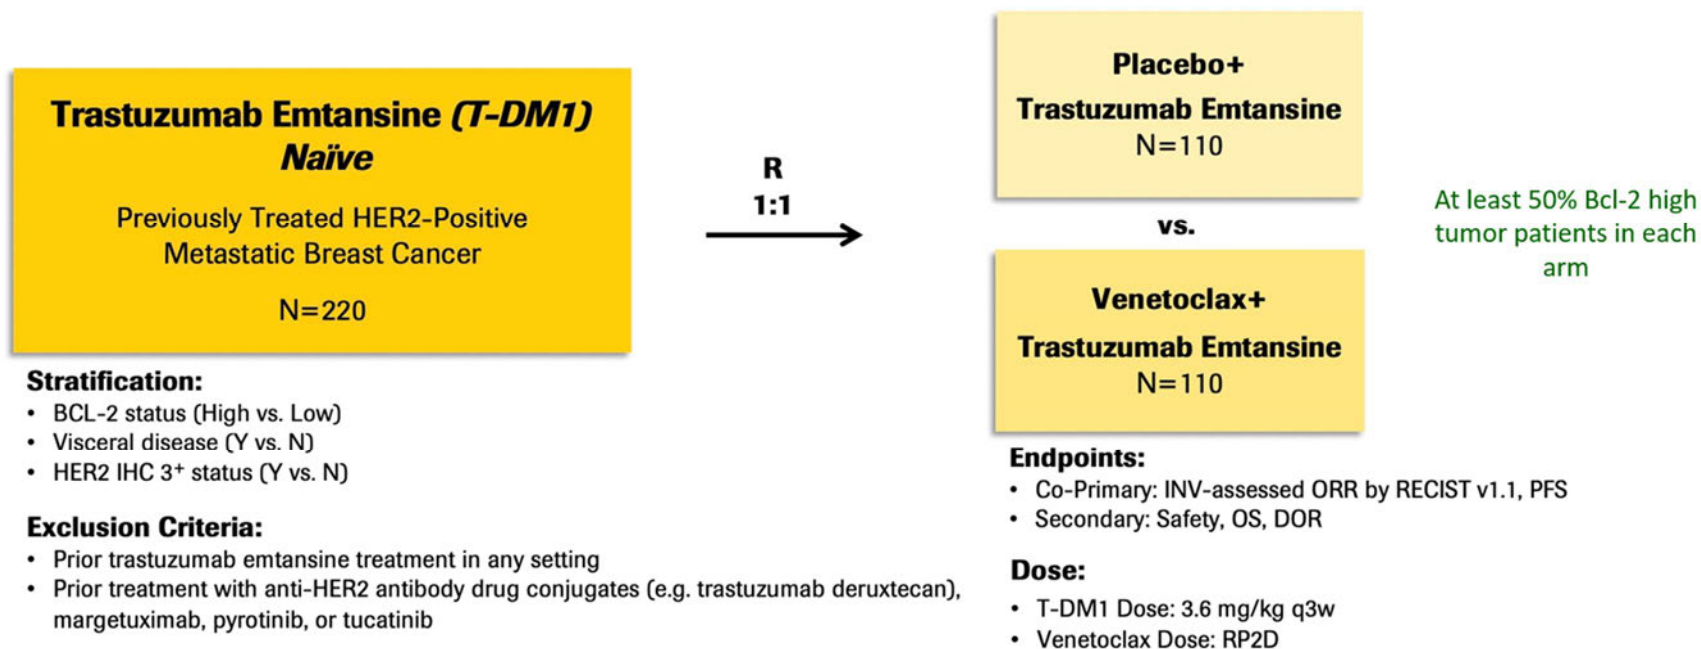 Trastuzumab Emtansine (T-DM1)
Naïve
Previously Treated HER2-Positive
Metastatic Breast Cancer
N=220
Stratification:
• BCL-2 status (High vs. Low)
• Visceral disease (Y vs. N)
• HER2 IHC 3+ status (Y vs. N)
Exclusion Criteria:
• Prior trastuzumab emtansine treatment in any setting
• Prior treatment with anti-HER2 antibody drug conjugates (e.g. trastuzumab deruxtecan),
margetuximab, pyrotinib, or tucatinib
R
1:1
Placebo+
Trastuzumab Emtansine
N=110
vs.
Venetoclax+
Trastuzumab Emtansine
N=110
At least 50% Bcl-2 high
tumor patients in each
arm
Endpoints:
• Co-Primary: INV-assessed ORR by RECIST v1.1, PFS
• Secondary: Safety, OS, DOR
Dose:
• T-DM1 Dose: 3.6 mg/kg q3w
• Venetoclax Dose: RP2D